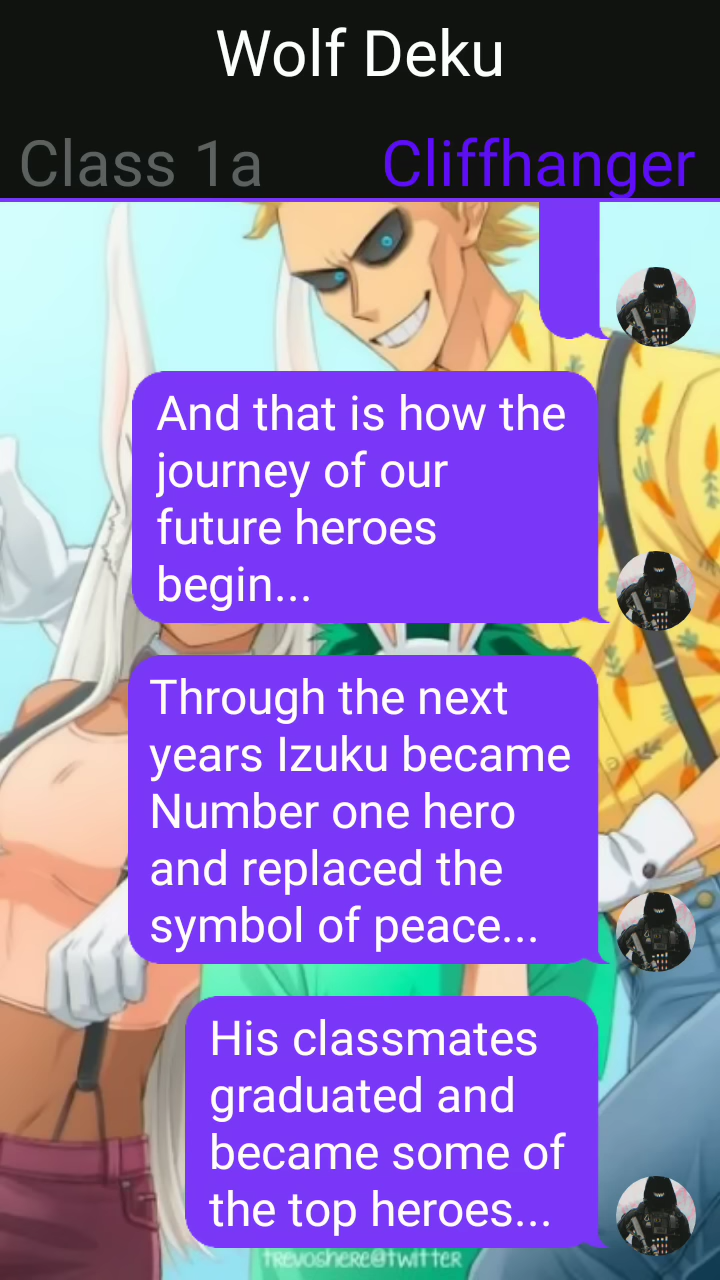 Wolf Deku
Class 1a
Cliffhanger
And that is how the
journey of our
future heroes
begin...
Through the next
years Izuku became
Number one hero
and replaced the
symbol of peace...
His classmates
graduated and
became some of
the top heroes...
trevoshere@twitter